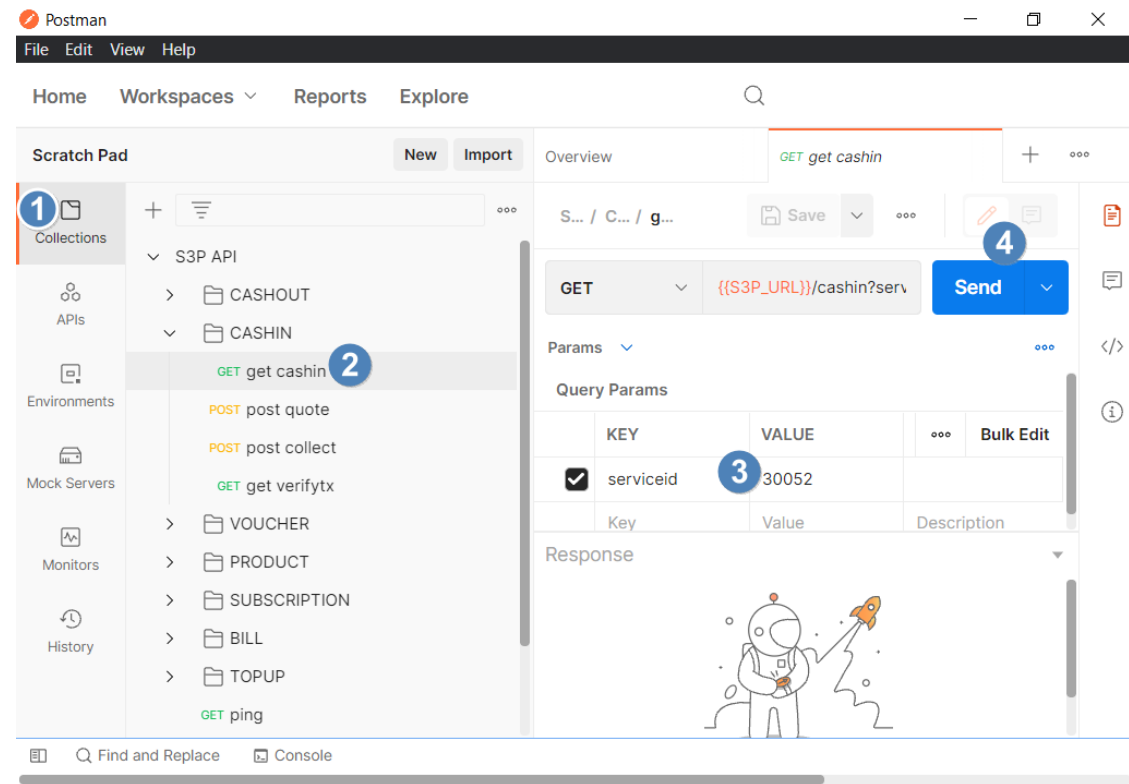 Postman
File Edit View Help
Home Workspaces Reports Explore
Scratch Pad New Import
Overview GET get cashin
1 Collections
S... / C... / g... Save
4
S3P API
GET {{S3P_URL}}/cashin?serv Send
CASHOUT
APIs
CASHIN
Params
GET get cashin 2
Query Params
Environments
POST post quote
KEY VALUE Bulk Edit
POST post collect
serviceid 3 30052
Mock Servers
GET get verifytx
Key Value Description
VOUCHER
Response
Monitors
PRODUCT
SUBSCRIPTION
History
BILL
TOPUP
GET ping
Find and Replace Console